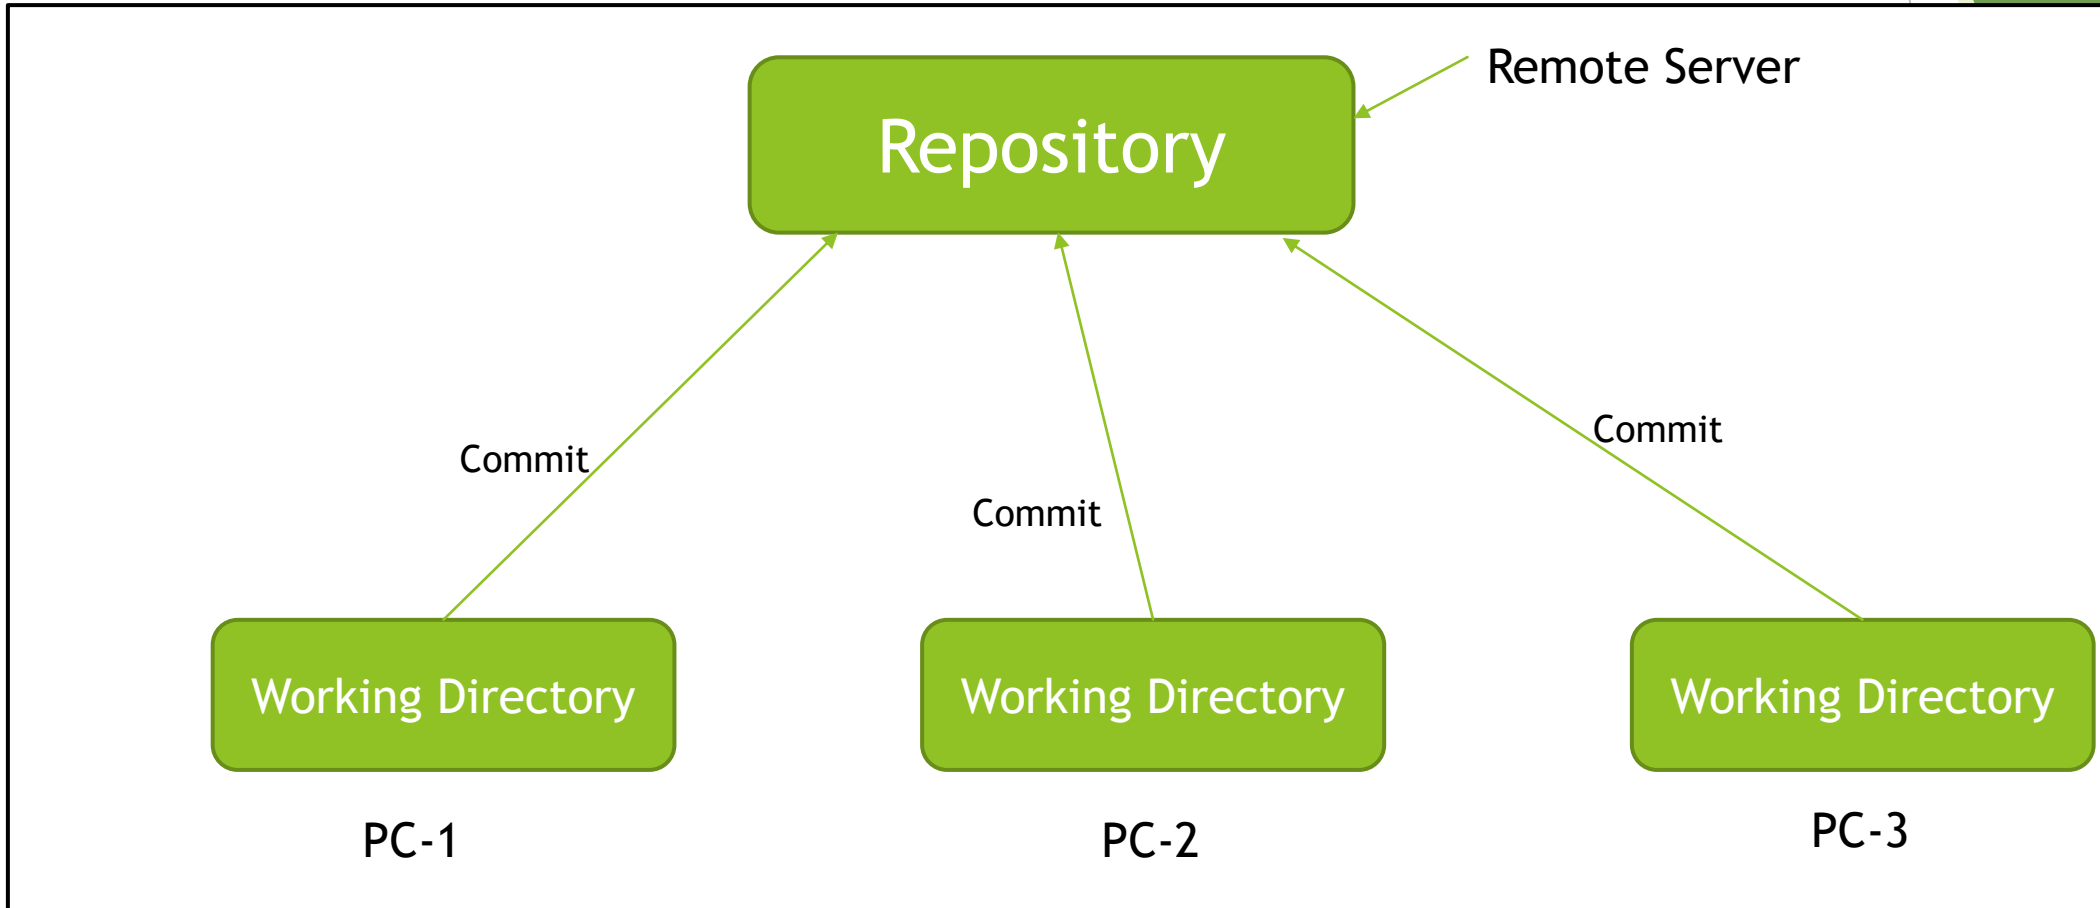 Remote Server
Repository
Commit
Commit
Commit
Working Directory
Working Directory
Working Directory
PC-1
PC-2
PC-3